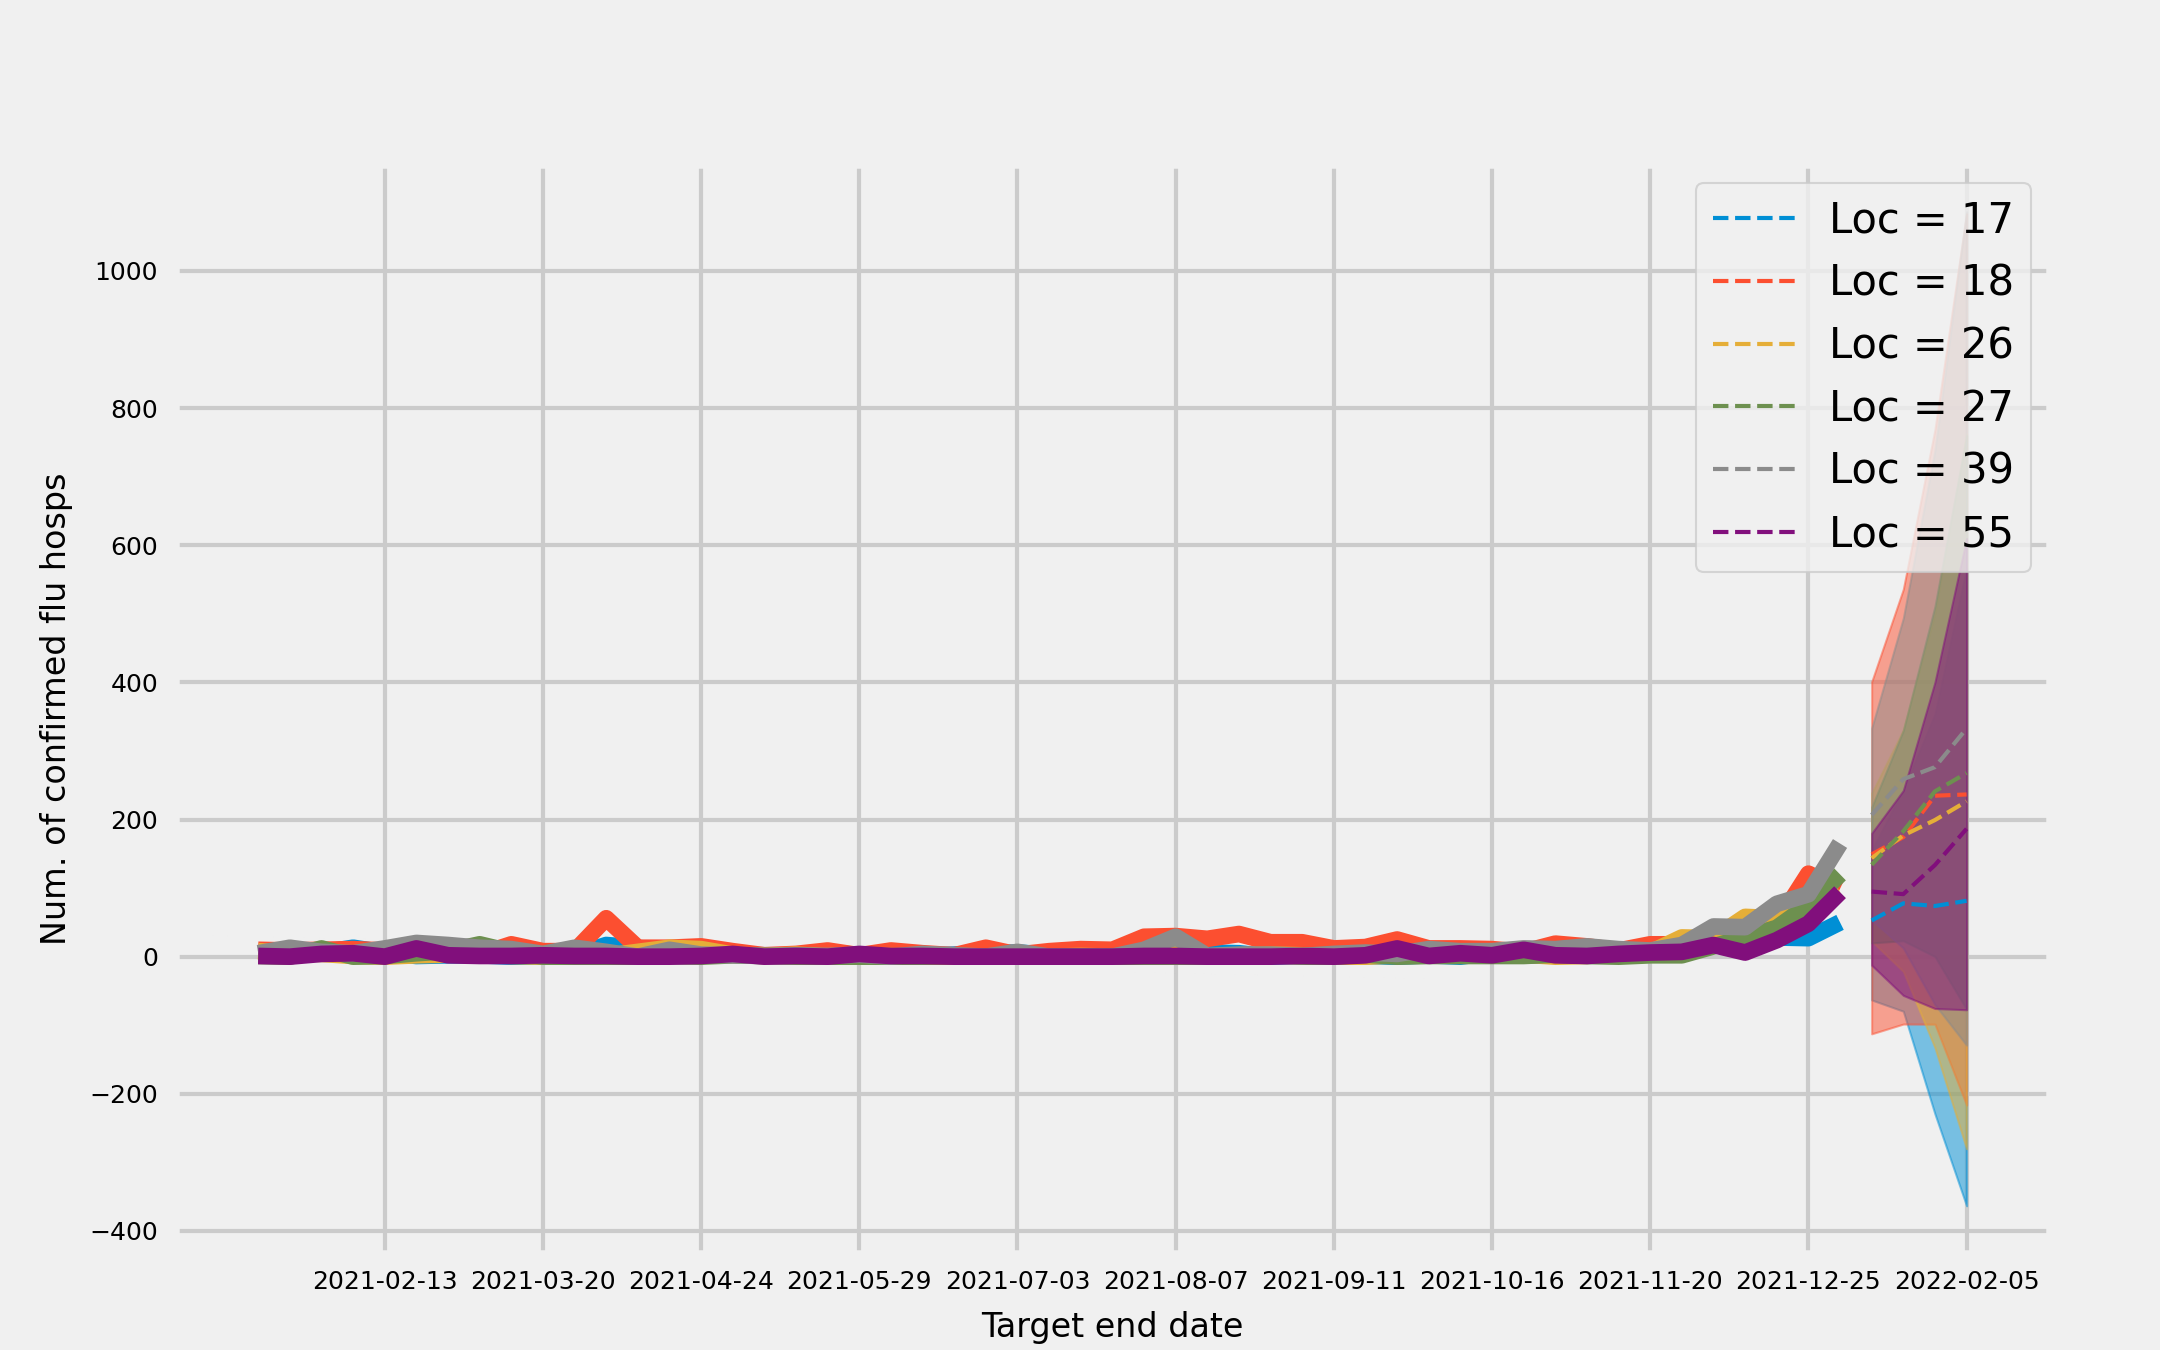 Loc = 17
Loc = 18
Loc = 26
Loc = 27
Loc = 39
Loc = 55
1000
800
600
400
200
0
−200
−400
Num. of confirmed flu hosps
2021-02-13 2021-03-20 2021-04-24 2021-05-29 2021-07-03 2021-08-07 2021-09-11 2021-10-16 2021-11-20 2021-12-25 2022-02-05
Target end date